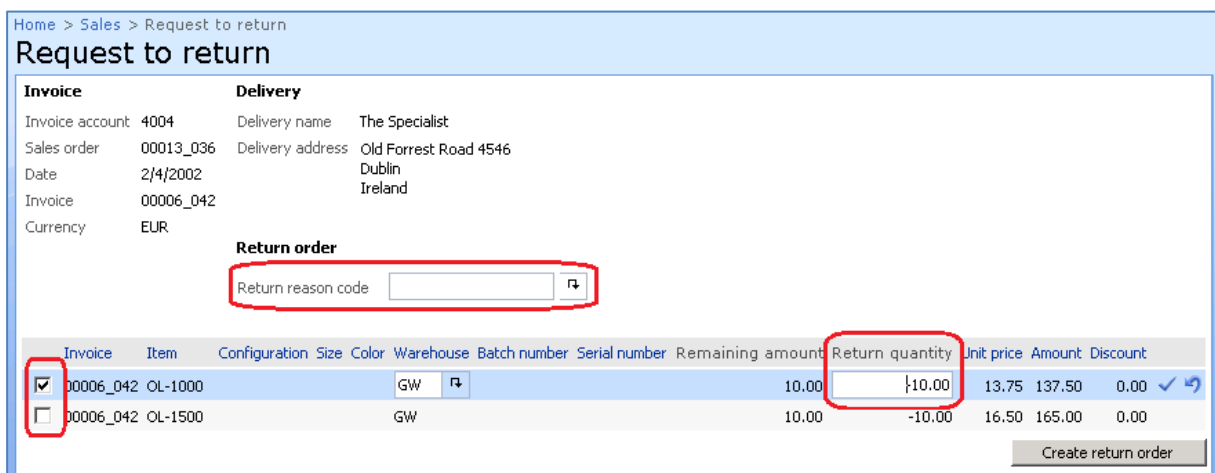 Home > Sales > Request to return
Request to return
Invoice Delivery
Invoice account 4004 Delivery name The Specialist
Sales order 00013_036 Delivery address Old Forrest Road 4546
Date 2/4/2002 Dublin
Ireland
Invoice 00006_042
Currency EUR
Return order
Return reason code
Invoice Item Configuration Size Color Warehouse Batch number Serial number Remaining amount Return quantity Unit price Amount Discount
00006_042 OL-1000 GW 10.00 -10.00 13.75 137.50 0.00
00006_042 OL-1500 GW 10.00 -10.00 16.50 165.00 0.00
Create return order